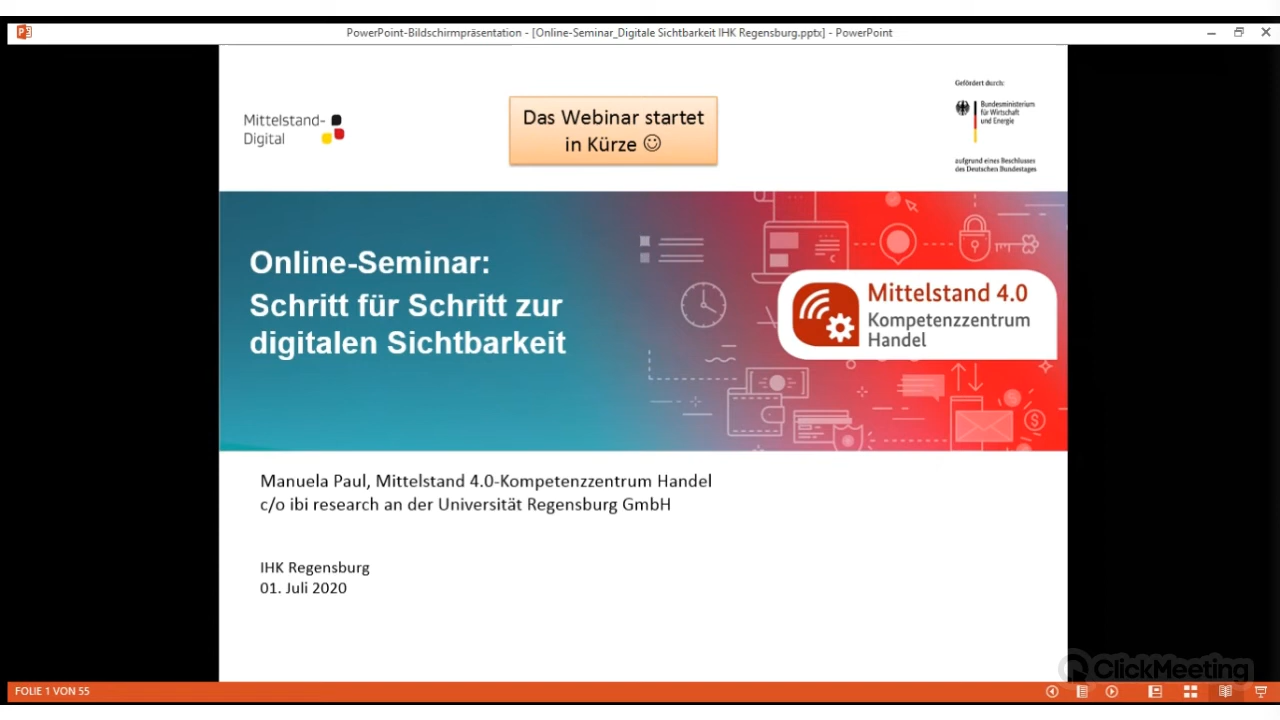 PowerPoint-Bildschirmpräsentation - [Online-Seminar_Digitale Sichtbarkeit IHK Regensburg.pptx] - PowerPoint
Mittelstand-
Digital
Das Webinar startet
in Kürze ☺
Gefördert durch:
Bundesministerium
für Wirtschaft
und Energie
aufgrund eines Beschlusses
des Deutschen Bundestages
Online-Seminar:
Schritt für Schritt zur
digitalen Sichtbarkeit
Mittelstand 4.0
Kompetenzzentrum
Handel
Manuela Paul, Mittelstand 4.0-Kompetenzzentrum Handel
c/o ibi research an der Universität Regensburg GmbH
IHK Regensburg
01. Juli 2020
ClickMeeting
FOLIE 1 VON 55